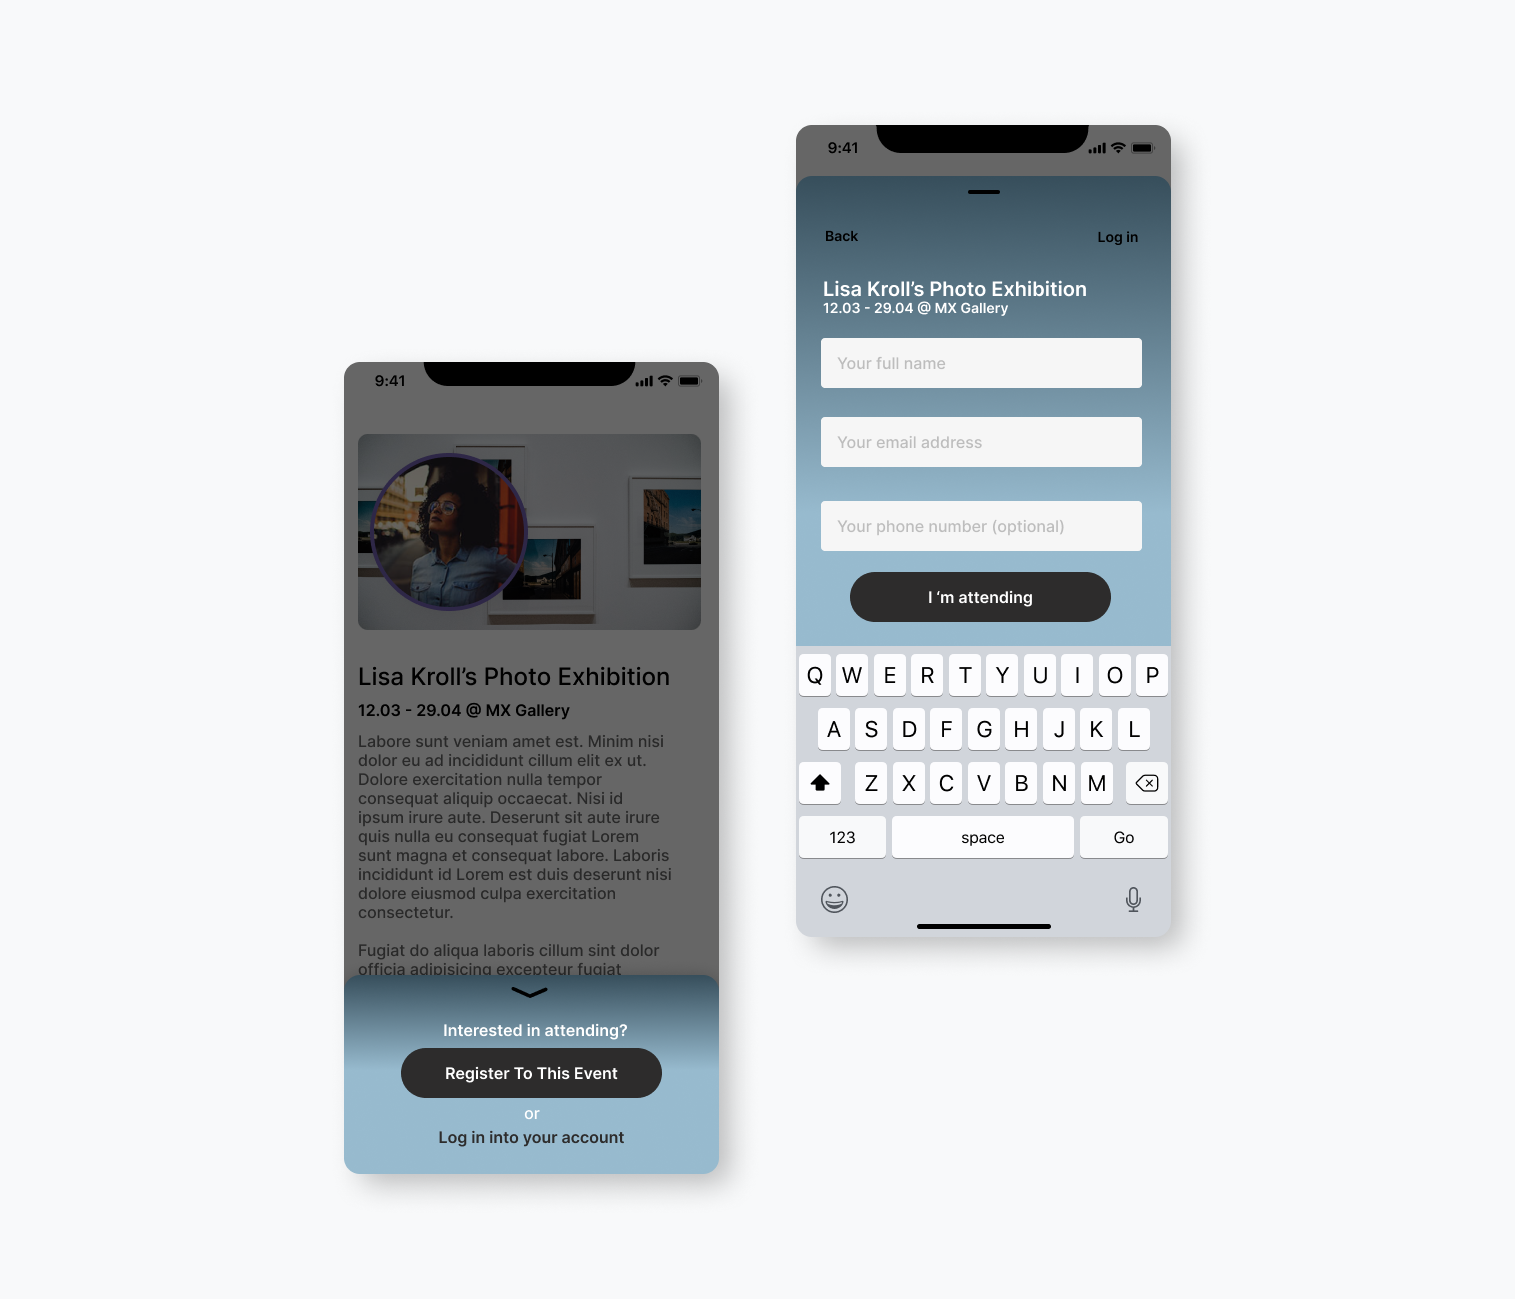 9:41
Lisa Kroll’s Photo Exhibition
12.03 - 29.04 @ MX Gallery
Labore sunt veniam amet est. Minim nisi
dolor eu ad incididunt cillum elit ex ut.
Dolore exercitation nulla tempor
consequat aliquip occaecat. Nisi id
ipsum irure aute. Deserunt sit aute irure
quis nulla eu consequat fugiat Lorem
sunt magna et consequat labore. Laboris
incididunt id Lorem est duis deserunt nisi
dolore eiusmod culpa exercitation
consectetur.
Fugiat do aliqua laboris cillum sint dolor
officia adipisicing excepteur fugiat
Interested in attending?
Register To This Event
or
Log in into your account
9:41
Back
Log in
Lisa Kroll’s Photo Exhibition
12.03 - 29.04 @ MX Gallery
Your full name
Your email address
Your phone number (optional)
I ‘m attending
Q W E R T Y U I O P
A S D F G H J K L
Z X C V B N M
123 space Go